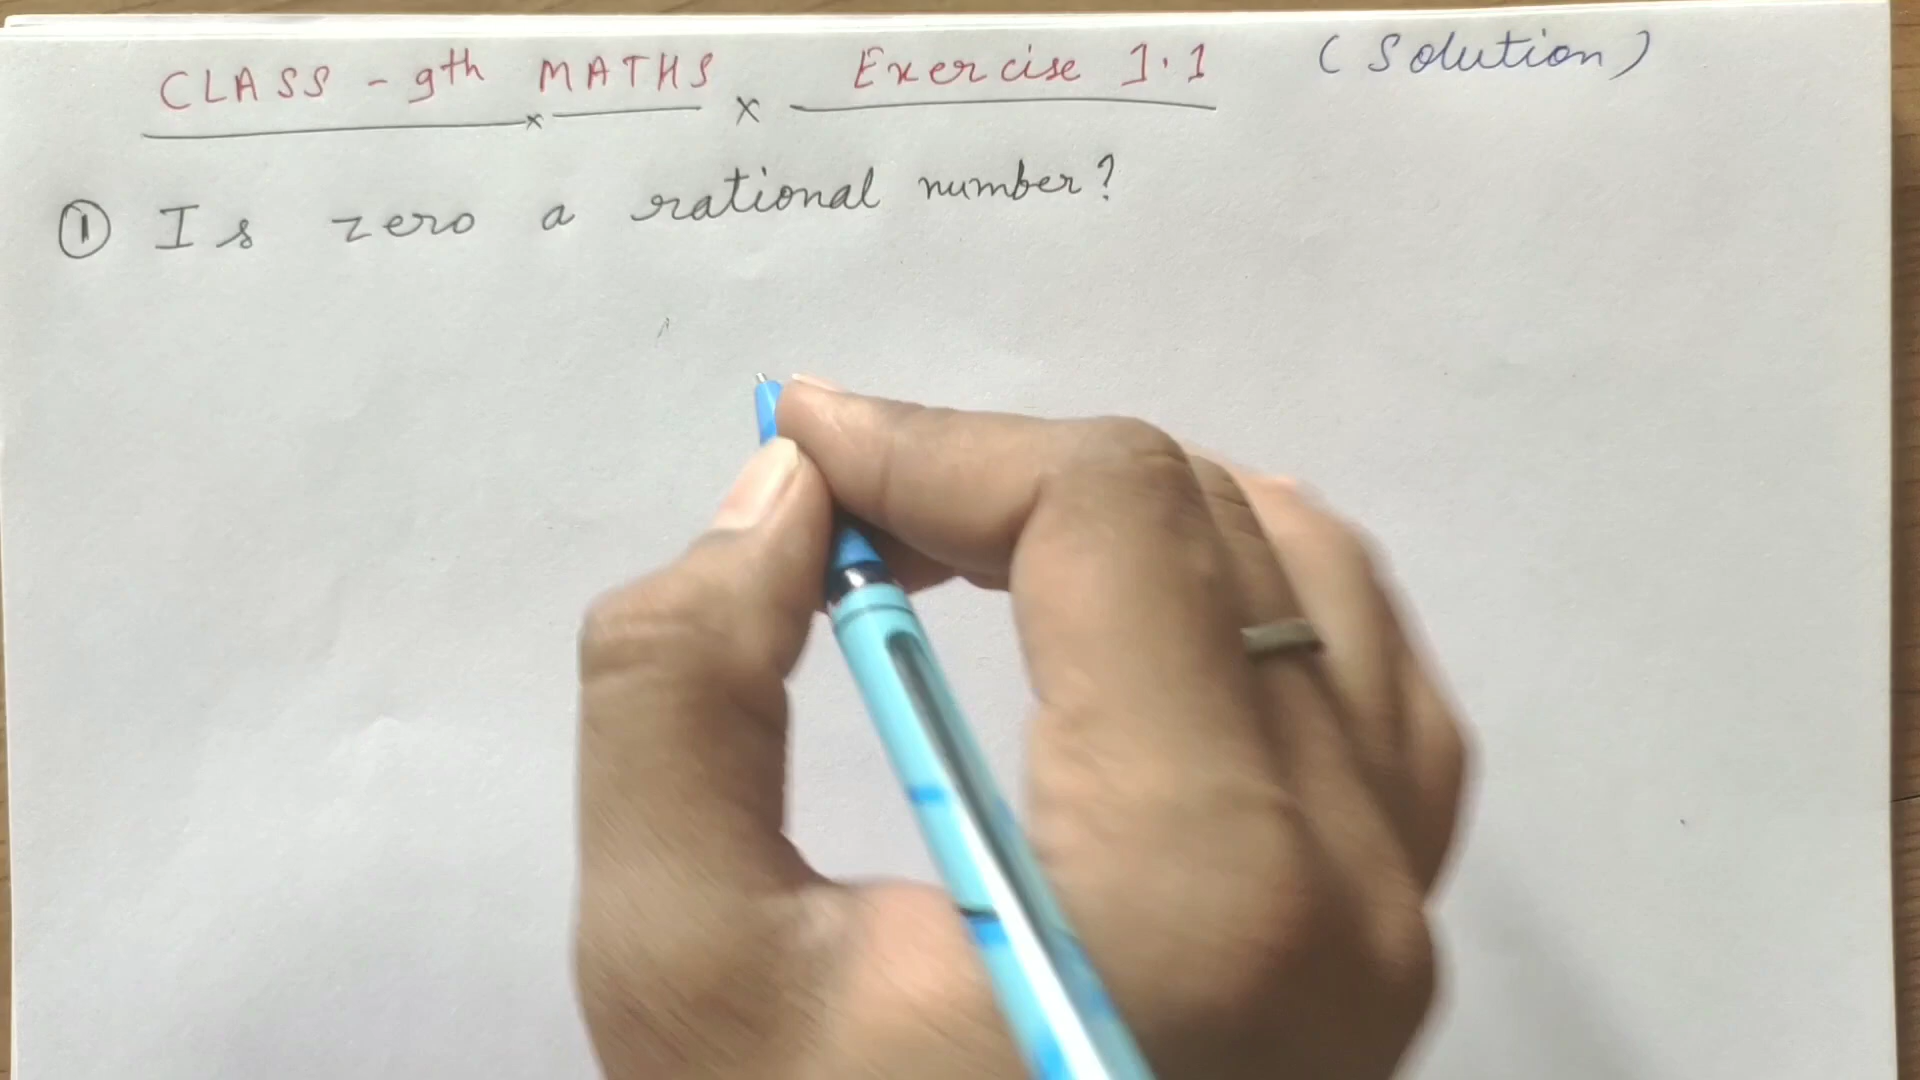 CLASS - 9th MATHS Exercise 1.1 (Solution)
① Is zero a rational number?